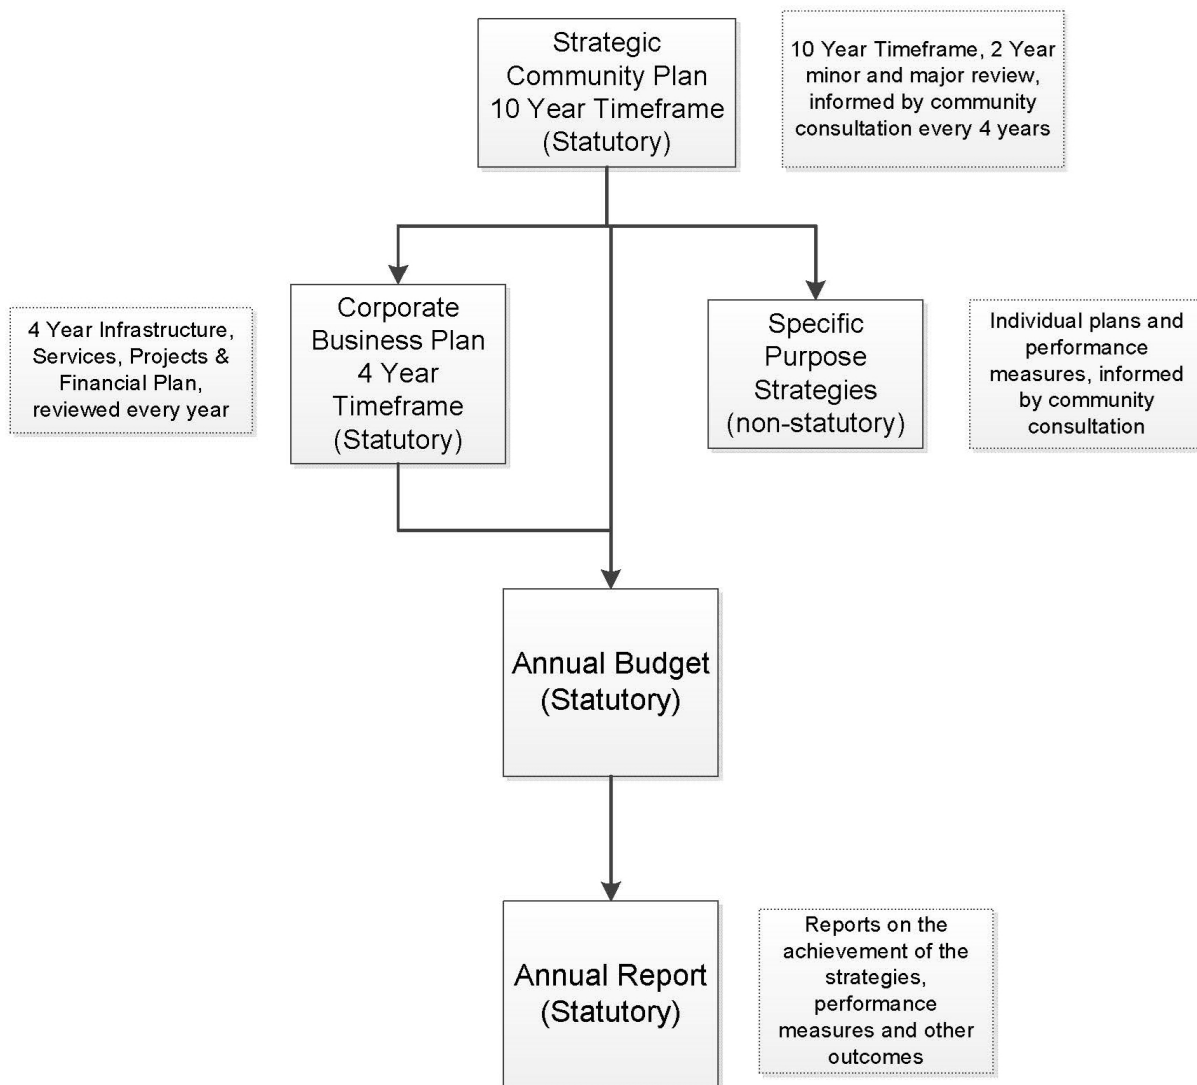 Strategic
Community Plan
10 Year Timeframe
(Statutory)
10 Year Timeframe, 2 Year
minor and major review,
informed by community
consultation every 4 years
4 Year Infrastructure,
Services, Projects &
Financial Plan,
reviewed every year
Corporate
Business Plan
4 Year
Timeframe
(Statutory)
Specific
Purpose
Strategies
(non-statutory)
Individual plans and
performance
measures, informed
by community
consultation
Annual Budget
(Statutory)
Annual Report
(Statutory)
Reports on the
achievement of the
strategies,
performance
measures and other
outcomes